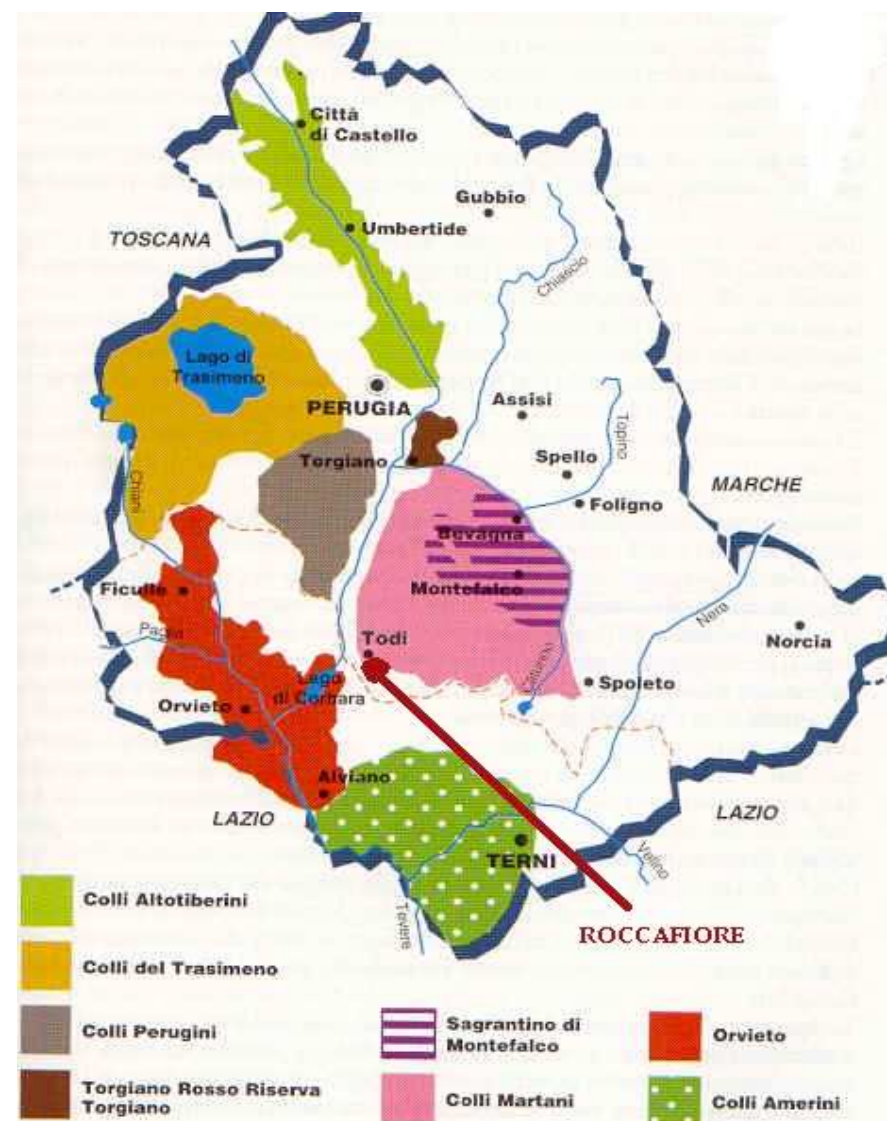 Città
di Castello
Gubbio
TOSCANA
Umbertide
Chiascio
Lago di
Trasimeno
PERUGIA
Assisi
Topino
Torgiano
Spello
MARCHE
Chiani
Foligno
Bevagna
Ficulle
Montefalco
Nera
Paglia
Todi
Norcia
Lago
di Corbara
Clitunno
Spoleto
Orvieto
Alviano
LAZIO
LAZIO
TERNI
Velino
Tevere
ROCCAFIORE
Colli Altotiberini
Colli del Trasimeno
Colli Perugini
Torgiano Rosso Riserva
Torgiano
Sagrantino di
Montefalco
Colli Martani
Orvieto
Colli Amerini